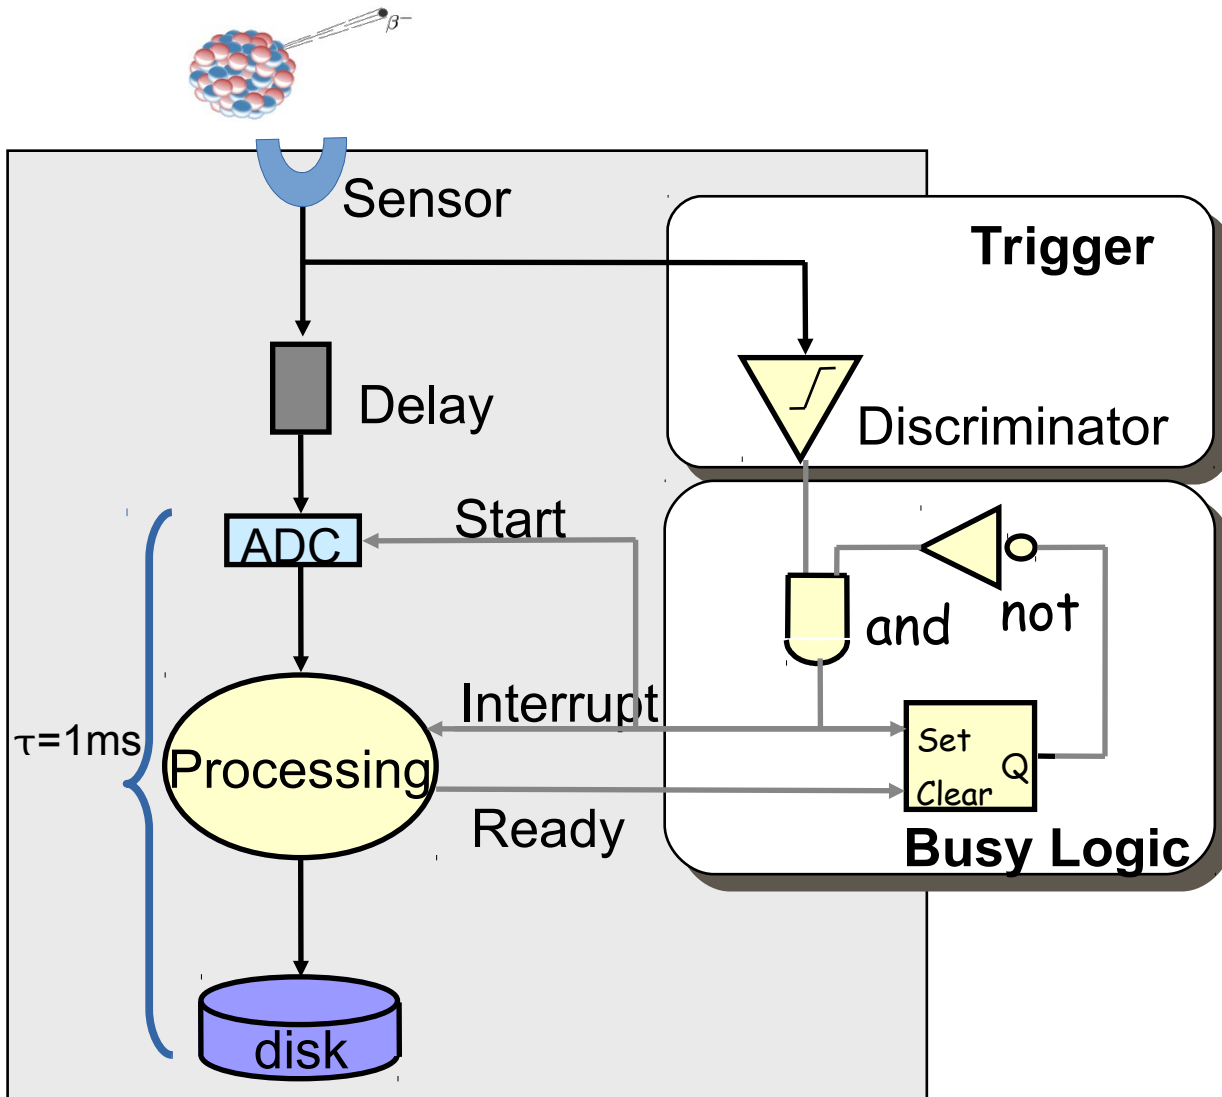 β⁻
Sensor
Trigger
Delay
Discriminator
Start
ADC
and
not
Interrupt
τ=1ms
Processing
Set
Q
Clear
Ready
Busy Logic
disk